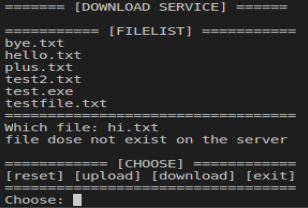 ======= [DOWNLOAD SERVICE] ======
=========== [FILELIST] ===========
bye.txt
hello.txt
plus.txt
test2.txt
test.exe
testfile.txt
==================================
Which file: hi.txt
file dose not exist on the server
============ [CHOOSE] ============
[reset] [upload] [download] [exit]
==================================
Choose: